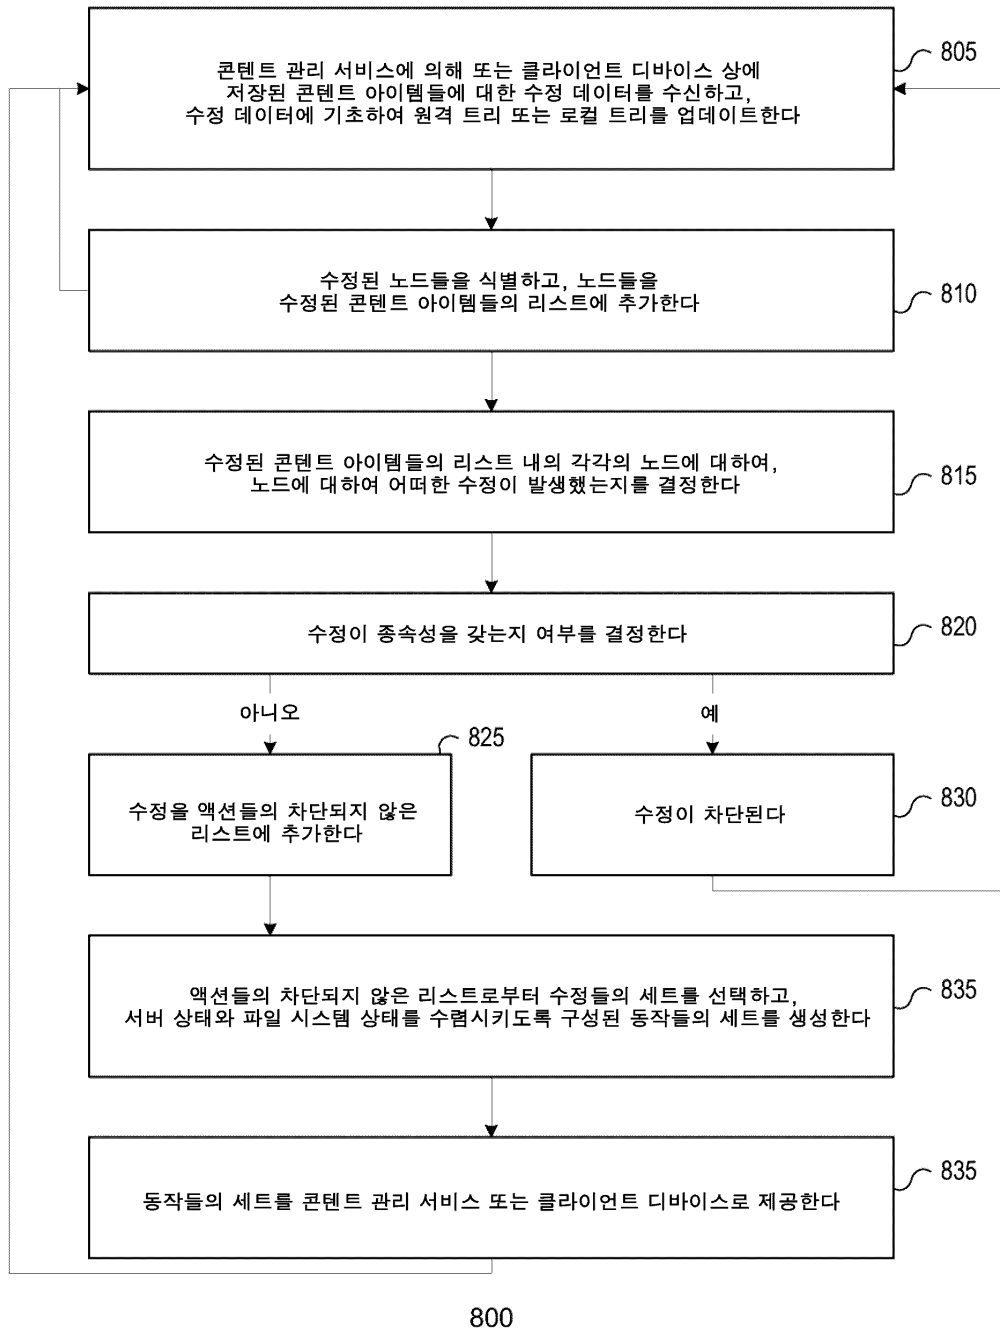 콘텐트 관리 서비스에 의해 또는 클라이언트 디바이스 상에
저장된 콘텐트 아이템들에 대한 수정 데이터를 수신하고,
수정 데이터에 기초하여 원격 트리 또는 로컬 트리를 업데이트한다
805
수정된 노드들을 식별하고, 노드들을
수정된 콘텐트 아이템들의 리스트에 추가한다
810
수정된 콘텐트 아이템들의 리스트 내의 각각의 노드에 대하여,
노드에 대하여 어떠한 수정이 발생했는지를 결정한다
815
수정이 종속성을 갖는지 여부를 결정한다
820
아니오
예
825
수정을 액션들의 차단되지 않은
리스트에 추가한다
수정이 차단된다
830
액션들의 차단되지 않은 리스트로부터 수정들의 세트를 선택하고,
서버 상태와 파일 시스템 상태를 수렴시키도록 구성된 동작들의 세트를 생성한다
835
동작들의 세트를 콘텐트 관리 서비스 또는 클라이언트 디바이스로 제공한다
835
800